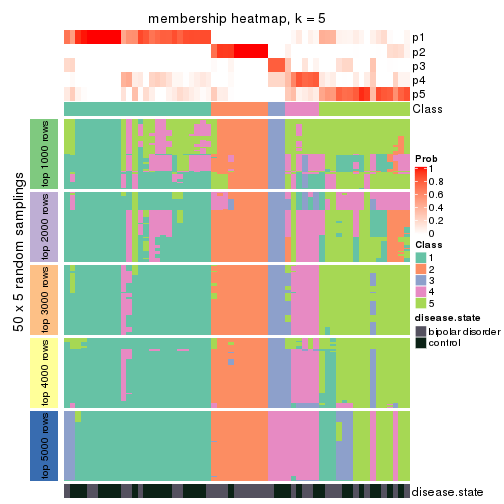 membership heatmap, k = 5
p1
p2
p3
p4
p5
Class
50 x 5 random samplings
top 1000 rows
top 2000 rows
top 3000 rows
top 4000 rows
top 5000 rows
Prob
1
0.8
0.6
0.4
0.2
0
Class
1
2
3
4
5
disease.state
bipolar disorder
control
disease.state